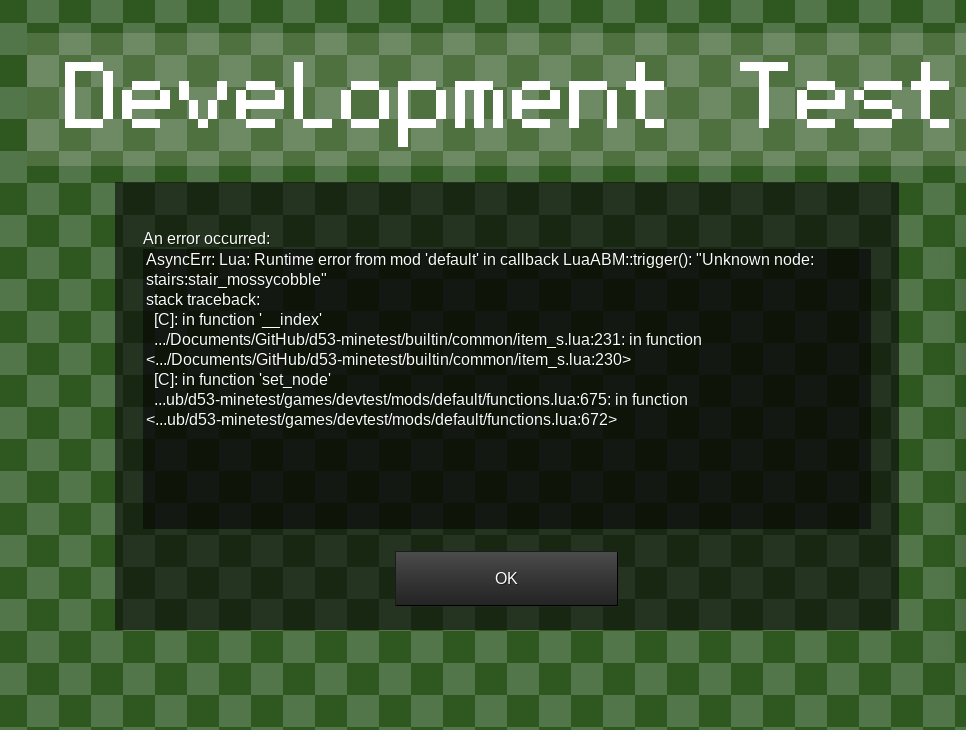 Development Test
An error occurred:
AsyncErr: Lua: Runtime error from mod 'default' in callback LuaABM::trigger(): "Unknown node:
stairs:stair_mossycobble"
stack traceback:
[C]: in function '__index'
.../Documents/GitHub/d53-minetest/builtin/common/item_s.lua:231: in function
<.../Documents/GitHub/d53-minetest/builtin/common/item_s.lua:230>
[C]: in function 'set_node'
...ub/d53-minetest/games/devtest/mods/default/functions.lua:675: in function
<...ub/d53-minetest/games/devtest/mods/default/functions.lua:672>
OK